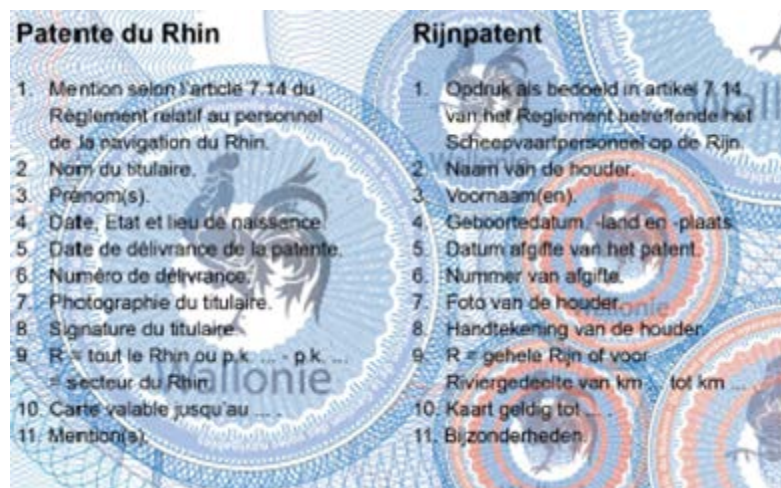 Patente du Rhin
1. Mention selon l'article 7.14 du
Règlement relatif au personnel
de la navigation du Rhin.
2. Nom du titulaire.
3. Prénom(s).
4. Date, Etat et lieu de naissance
5. Date de délivrance de la patente.
6. Numéro de délivrance.
7. Photographie du titulaire.
8. Signature du titulaire.
9. R = tout le Rhin ou p.k. ... - p.k. ...
= secteur du Rhin.
10. Carte valable jusqu'au ... .
11. Mention(s).
Rijnpatent
1. Opdruk als bedoeld in artikel 7.14
van het Reglement betreffende het
Scheepvaartpersoneel op de Rijn.
2. Naam van de houder.
3. Voornaam(en).
4. Geboortedatum, -land en -plaats.
5. Datum afgifte van het patent.
6. Nummer van afgifte.
7. Foto van de houder.
8. Handtekening van de houder.
9. R = gehele Rijn of voor
Riviergedeelte van km ... tot km ... .
10. Kaart geldig tot ... .
11. Bijzonderheden.
Wallonie
Wallonie
Wallonie
Wallonie